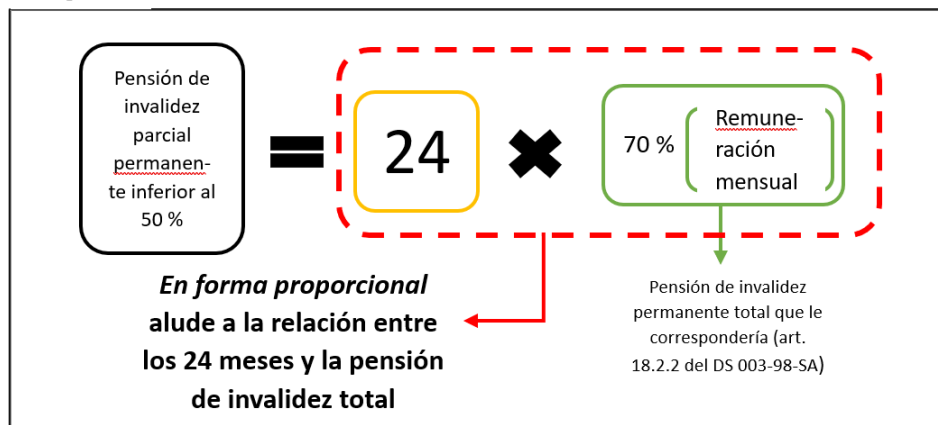 Pensión de
invalidez
parcial
permanen-
te inferior al
50 %
=
24
✖
70 %
Remune-
ración
mensual
En forma proporcional
alude a la relación entre
los 24 meses y la pensión
de invalidez total
Pensión de invalidez
permanente total que le
correspondería (art.
18.2.2 del DS 003-98-SA)